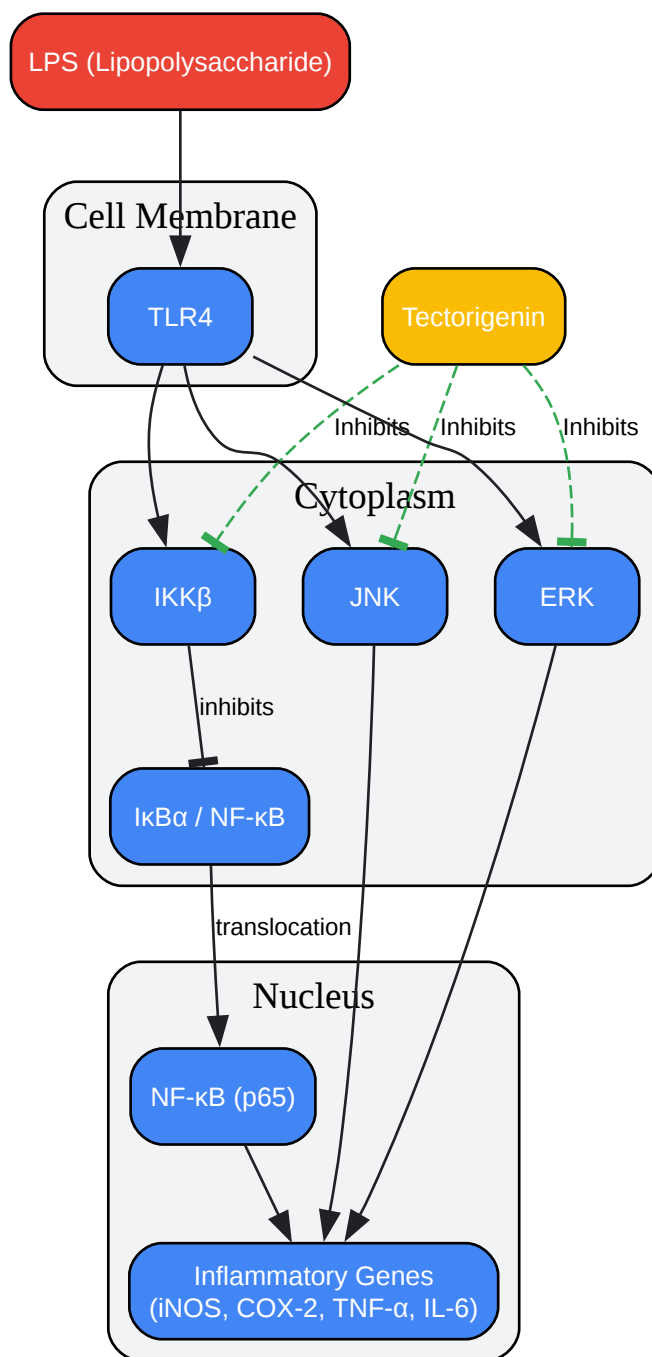 LPS (Lipopolysaccharide)
Cell Membrane
TLR4
Tectorigenin
Inhibits
Inhibits
Inhibits
Cytoplasm
IKKβ
JNK
ERK
inhibits
IκBα / NF-κB
translocation
Nucleus
NF-κB (p65)
Inflammatory Genes
(iNOS, COX-2, TNF-α, IL-6)